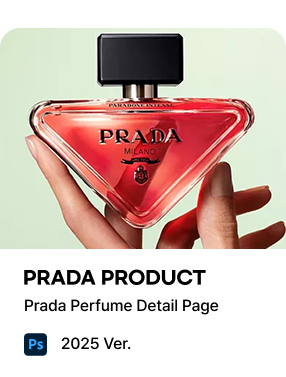 PARADOXE INTENSE
PRADA
MILANO
PRADA PRODUCT
Prada Perfume Detail Page
Ps
2025 Ver.